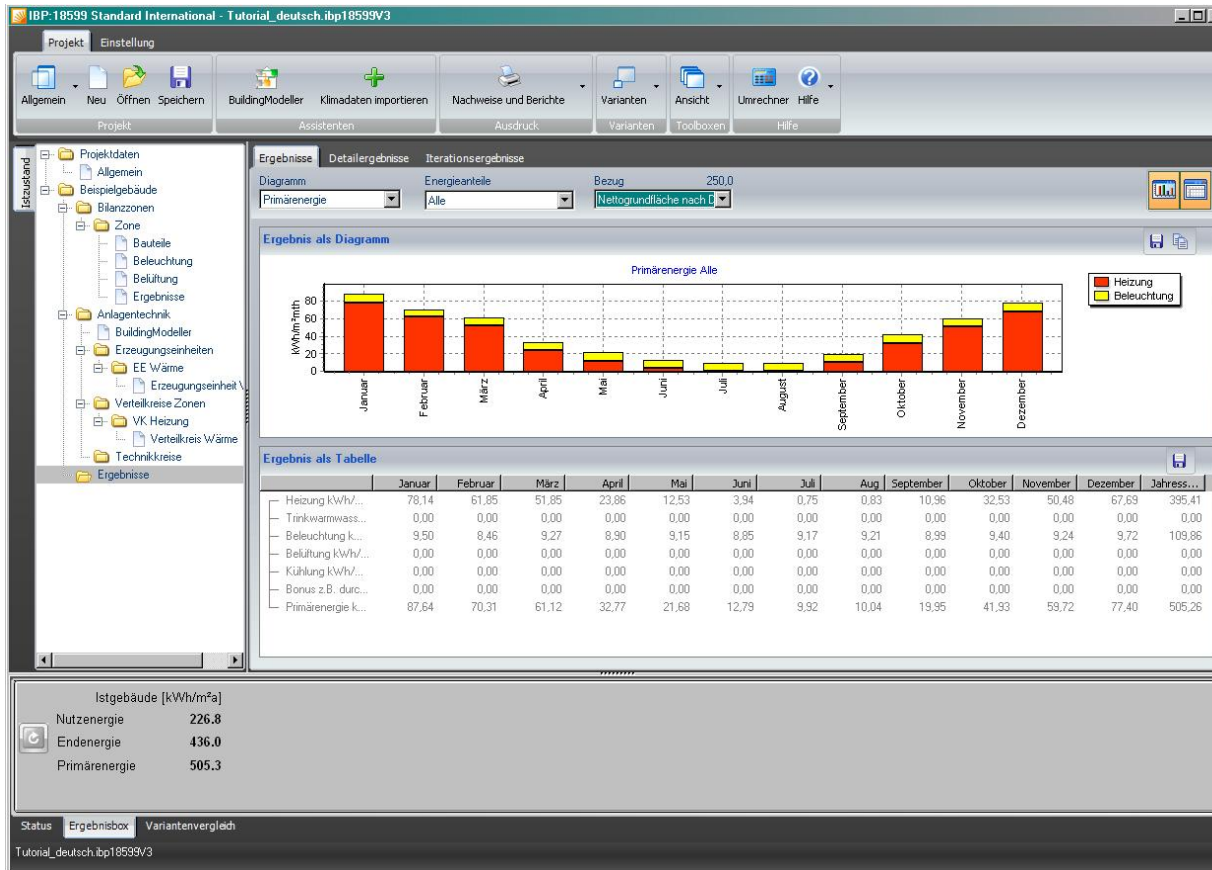 IBP:18599 Standard International - Tutorial_deutsch.ibp18599V3
Projekt Einstellung
Allgemein Neu Öffnen Speichern BuildingModeller Klimadaten importieren Nachweise und Berichte Varianten Ansicht Umrechner Hilfe
Projekt Assistenten Ausdruck Varianten Toolboxen Hilfe
Istzustand
Projektdaten
Allgemein
Beispielgebäude
Bilanzzonen
Zone
Bauteile
Beleuchtung
Belüftung
Ergebnisse
Anlagentechnik
BuildingModeller
Erzeugungseinheiten
EE Wärme
Erzeugungseinheit
Verteilkreise Zonen
VK Heizung
Verteilkreis Wärme
Technikkreise
Ergebnisse
Ergebnisse Detailergebnisse Iterationsergebnisse
Diagramm Energieanteile Bezug 250,0
Primärenergie Alle Nettogrundfläche nach D
Ergebnis als Diagramm
Primärenergie Alle
kWh/m²mth
80
60
40
20
0
Januar Februar März April Mai Juni Juli August September Oktober November Dezember
Heizung
Beleuchtung
Ergebnis als Tabelle
Januar Februar März April Mai Juni Juli Aug September Oktober November Dezember Jahress...
Heizung kWh/... 78,14 61,85 51,85 23,86 12,53 3,94 0,75 0,83 10,96 32,53 50,48 67,69 395,41
Trinkwarmwass... 0,00 0,00 0,00 0,00 0,00 0,00 0,00 0,00 0,00 0,00 0,00 0,00 0,00
Beleuchtung k... 9,50 8,46 9,27 8,90 9,15 8,85 9,17 9,21 8,99 9,40 9,24 9,72 109,86
Belüftung kWh/... 0,00 0,00 0,00 0,00 0,00 0,00 0,00 0,00 0,00 0,00 0,00 0,00 0,00
Kühlung kWh/... 0,00 0,00 0,00 0,00 0,00 0,00 0,00 0,00 0,00 0,00 0,00 0,00 0,00
Bonus z.B. durc... 0,00 0,00 0,00 0,00 0,00 0,00 0,00 0,00 0,00 0,00 0,00 0,00 0,00
Primärenergie k... 87,64 70,31 61,12 32,77 21,68 12,79 9,92 10,04 19,95 41,93 59,72 77,40 505,26
Istgebäude [kWh/m²a]
Nutzenergie 226.8
Endenergie 436.0
Primärenergie 505.3
Status Ergebnisbox Variantenvergleich
Tutorial_deutsch.ibp18599V3